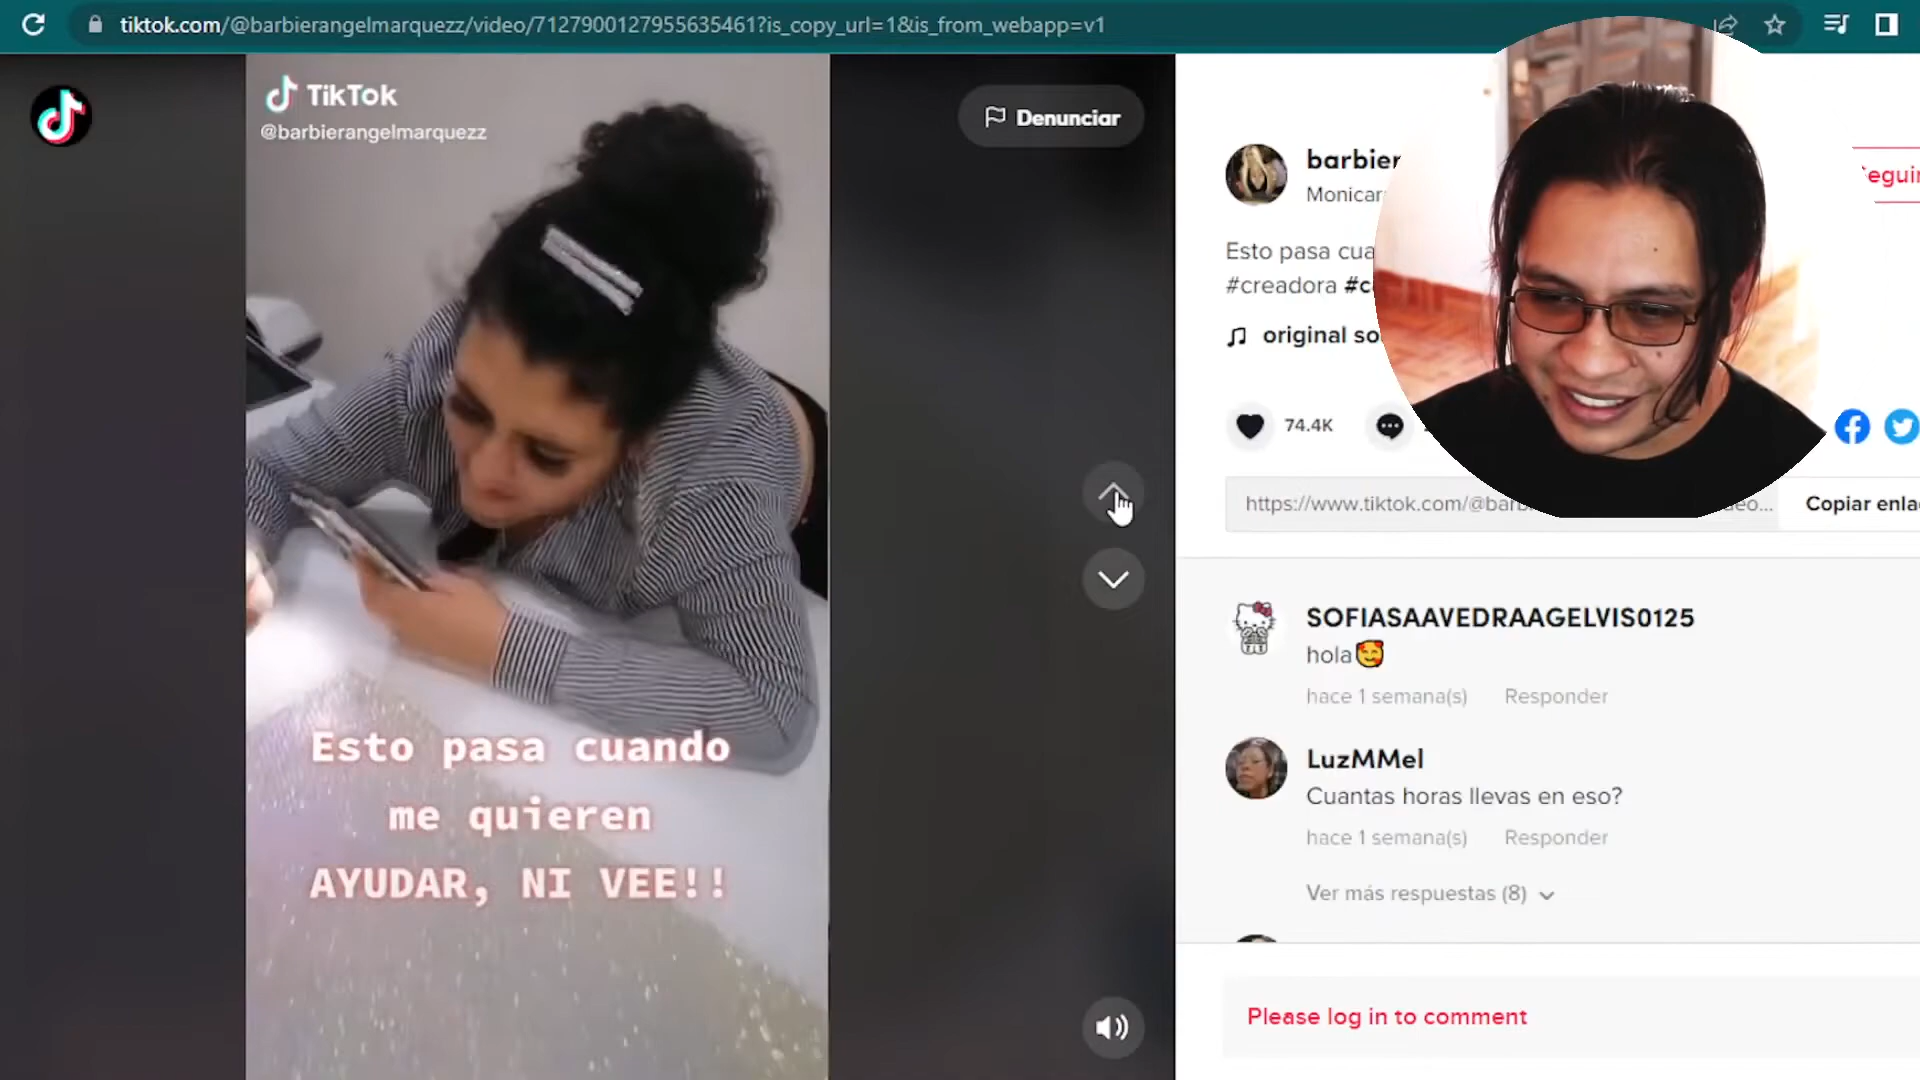 tiktok.com/@barbierangelmarquezz/video/7127900127955635461?is_copy_url=1&is_from_webapp=v1
TikTok
@barbierangelmarquezz
Denunciar
Esto pasa cuando
me quieren
AYUDAR, NI VEE!!
barbier
Monicar
eguir
Esto pasa cua
#creadora #c
original so
74.4K
https://www.tiktok.com/@barb
deo...
Copiar enla
SOFIASAAVEDRAAGELVIS0125
hola🥰
hace 1 semana(s) Responder
LuzMMel
Cuantas horas llevas en eso?
hace 1 semana(s) Responder
Ver más respuestas (8)
Please log in to comment